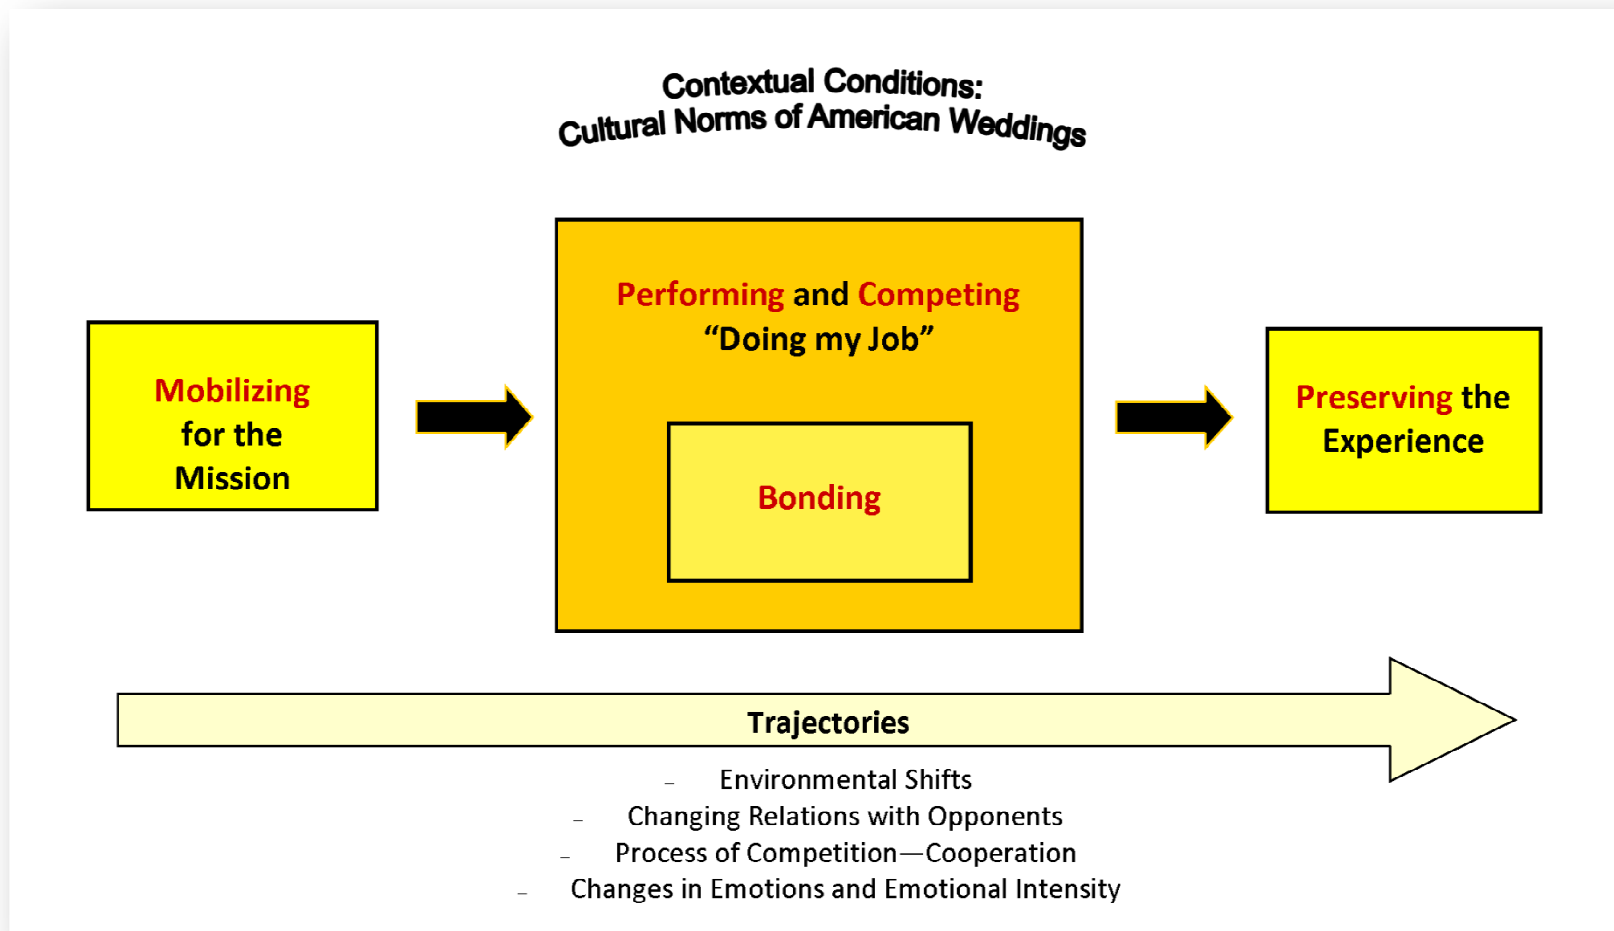 Contextual Conditions:
Cultural Norms of American Weddings
Mobilizing
for the
Mission
Performing and Competing
“Doing my Job”
Bonding
Preserving the
Experience
Trajectories
– Environmental Shifts
– Changing Relations with Opponents
– Process of Competition—Cooperation
– Changes in Emotions and Emotional Intensity